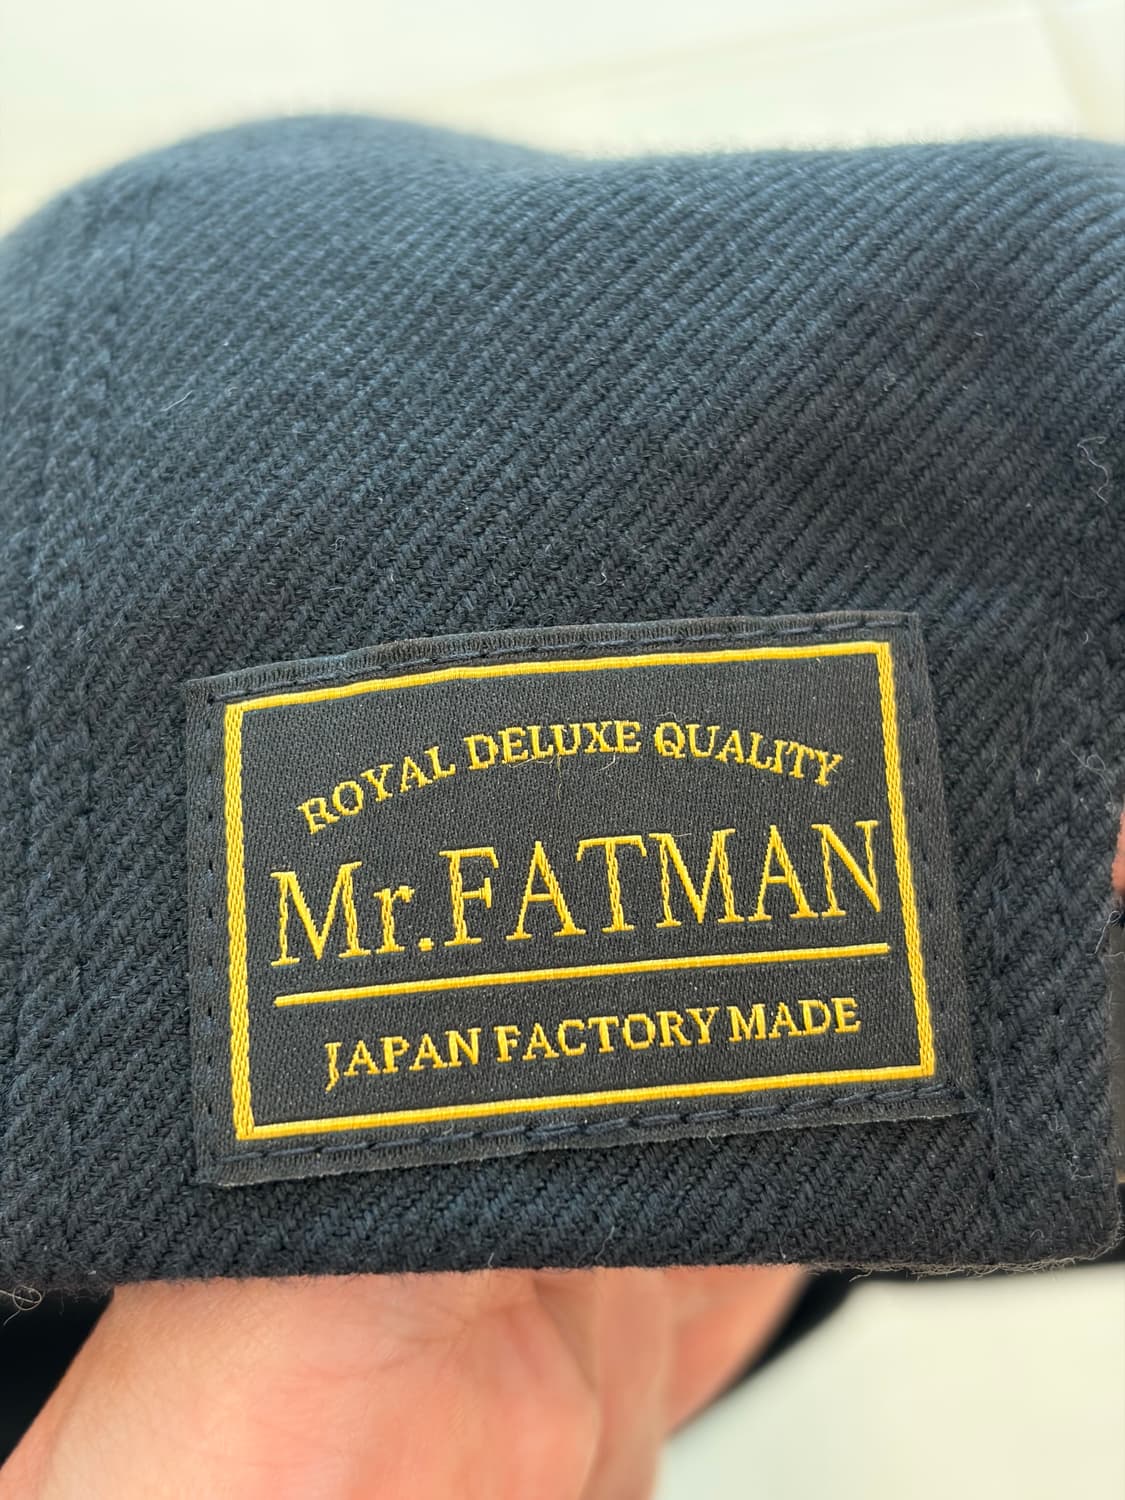 ROYAL DELUXE QUALITY
Mr.FATMAN
JAPAN FACTORY MADE